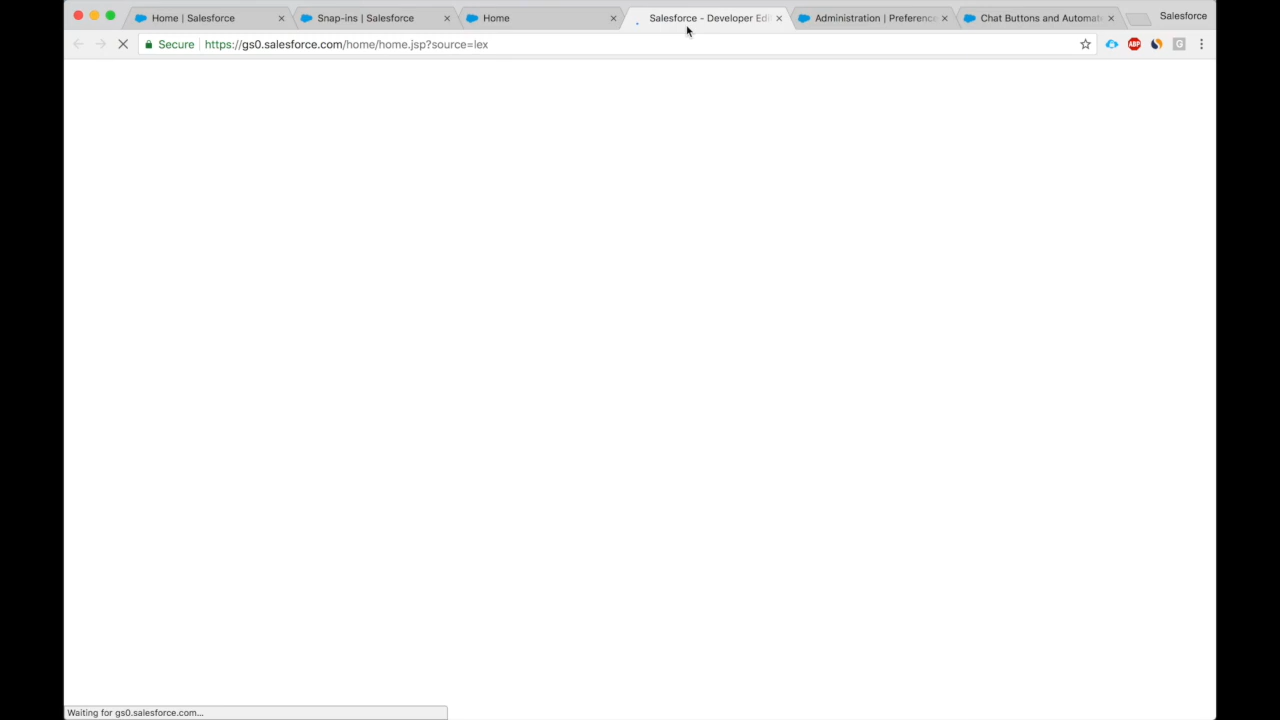 Home | Salesforce
Snap-ins | Salesforce
Home
Salesforce - Developer Edi
Administration | Preference
Chat Buttons and Automat
Salesforce
Secure
https://gs0.salesforce.com/home/home.jsp?source=lex
ABP
G
Waiting for gs0.salesforce.com...